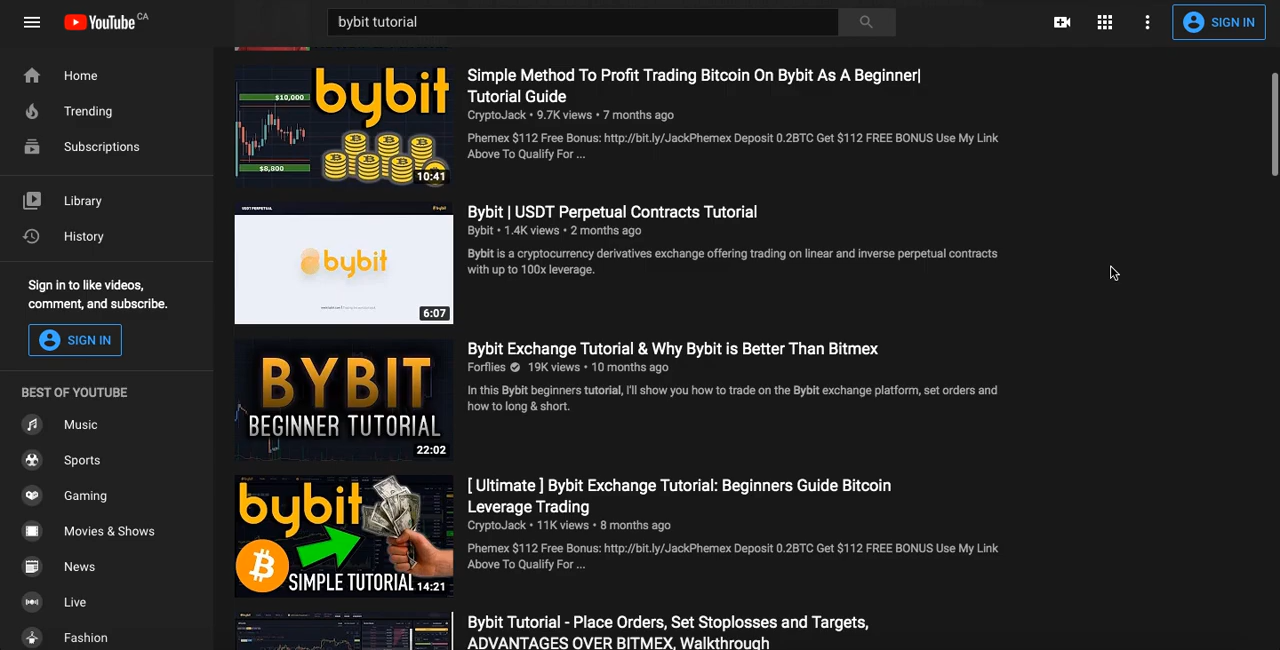 YouTube CA
bybit tutorial
SIGN IN
Home
Trending
Subscriptions
Library
History
Sign in to like videos,
comment, and subscribe.
SIGN IN
BEST OF YOUTUBE
Music
Sports
Gaming
Movies & Shows
News
Live
Fashion
$10,000
bybit
$8,800
10:41
Simple Method To Profit Trading Bitcoin On Bybit As A Beginner|
Tutorial Guide
CryptoJack • 9.7K views • 7 months ago
Phemex $112 Free Bonus: http://bit.ly/JackPhemex Deposit 0.2BTC Get $112 FREE BONUS Use My Link
Above To Qualify For ...
USDT PERPETUAL
bybit
bybit
6:07
Bybit | USDT Perpetual Contracts Tutorial
Bybit • 1.4K views • 2 months ago
Bybit is a cryptocurrency derivatives exchange offering trading on linear and inverse perpetual contracts
with up to 100x leverage.
BYBIT
BEGINNER TUTORIAL
22:02
Bybit Exchange Tutorial & Why Bybit is Better Than Bitmex
Forflies 19K views • 10 months ago
In this Bybit beginners tutorial, I'll show you how to trade on the Bybit exchange platform, set orders and
how to long & short.
bybit
SIMPLE TUTORIAL
14:21
[ Ultimate ] Bybit Exchange Tutorial: Beginners Guide Bitcoin
Leverage Trading
CryptoJack • 11K views • 8 months ago
Phemex $112 Free Bonus: http://bit.ly/JackPhemex Deposit 0.2BTC Get $112 FREE BONUS Use My Link
Above To Qualify For ...
Bybit Tutorial - Place Orders, Set Stoplosses and Targets,
ADVANTAGES OVER BITMEX, Walkthrough